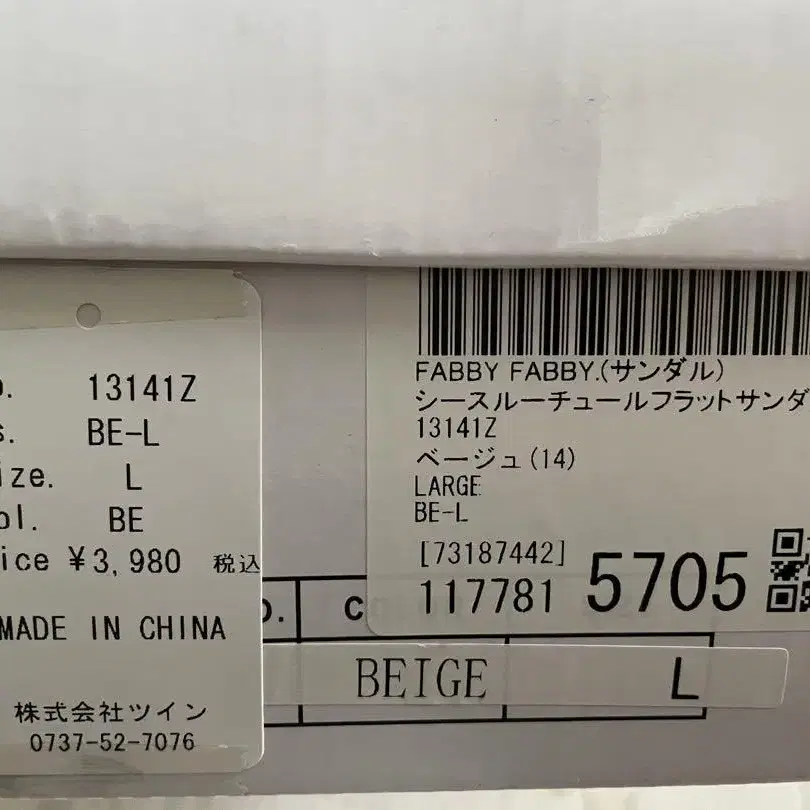 13141Z
BE-L
ize. L
ol. BE
ice ¥3,980 税込
MADE IN CHINA
株式会社ツイン
0737-52-7076
FABBY FABBY.(サンダル)
シースルーチュールフラットサンダ
13141Z
ベージュ(14)
LARGE
BE-L
[73187442]
117781 5705
BEIGE L